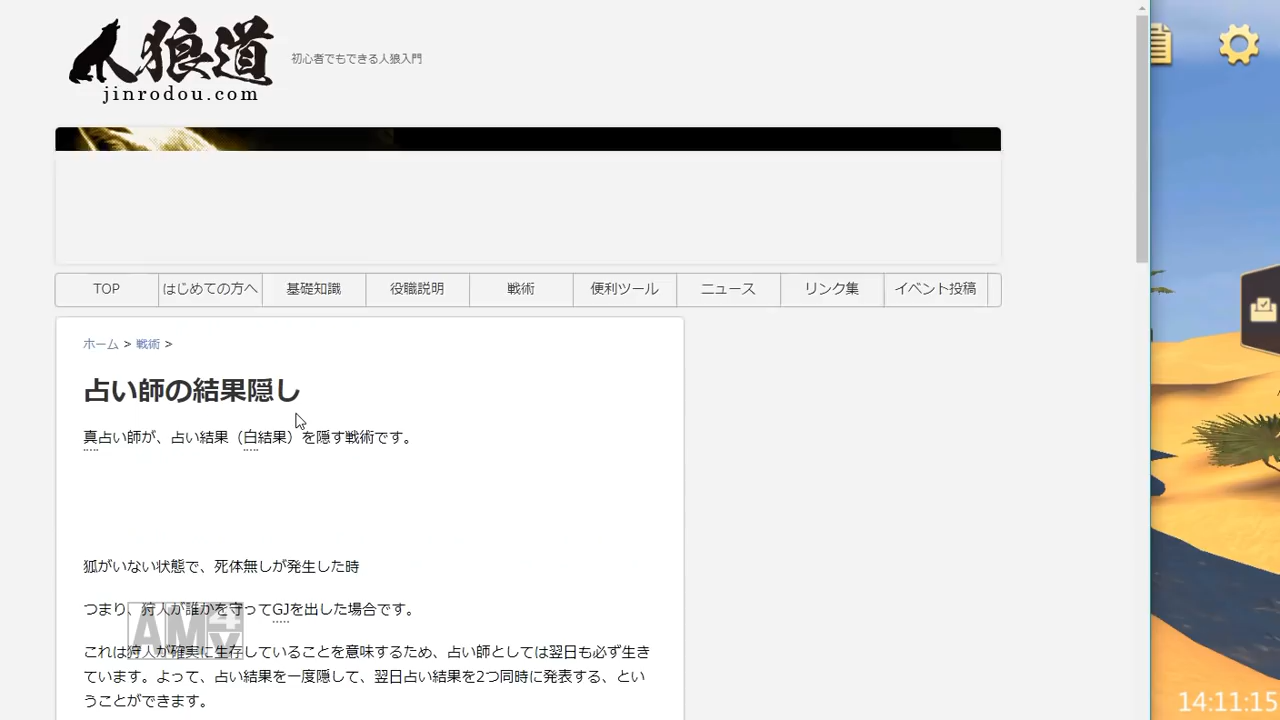 人狼道
jinrodou.com
初心者でもできる人狼入門
TOP
はじめての方へ
基礎知識
役職説明
戦術
便利ツール
ニュース
リンク集
イベント投稿
ホーム > 戦術 >
占い師の結果隠し
真占い師が、占い結果（白結果）を隠す戦術です。
狐がいない状態で、死体無しが発生した時
つまり、狩人が誰かを守ってGJを出した場合です。
これは狩人が確実に生存していることを意味するため、占い師としては翌日も必ず生き
ています。よって、占い結果を一度隠して、翌日占い結果を2つ同時に発表する、とい
うことができます。
14:11:15